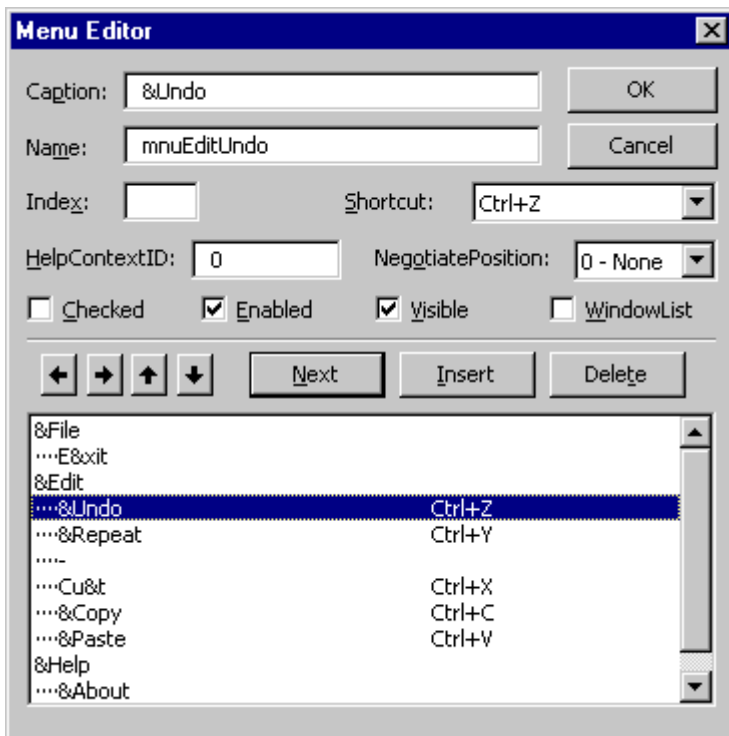 Menu Editor
Caption: &Undo OK
Name: mnuEditUndo Cancel
Index: Shortcut: Ctrl+Z
HelpContextID: 0 NegotiatePosition: 0 - None
Checked Enabled Visible WindowList
Next Insert Delete
&File
····E&xit
&Edit
····&Undo Ctrl+Z
····&Repeat Ctrl+Y
····-
····Cu&t Ctrl+X
····&Copy Ctrl+C
····&Paste Ctrl+V
&Help
····&About